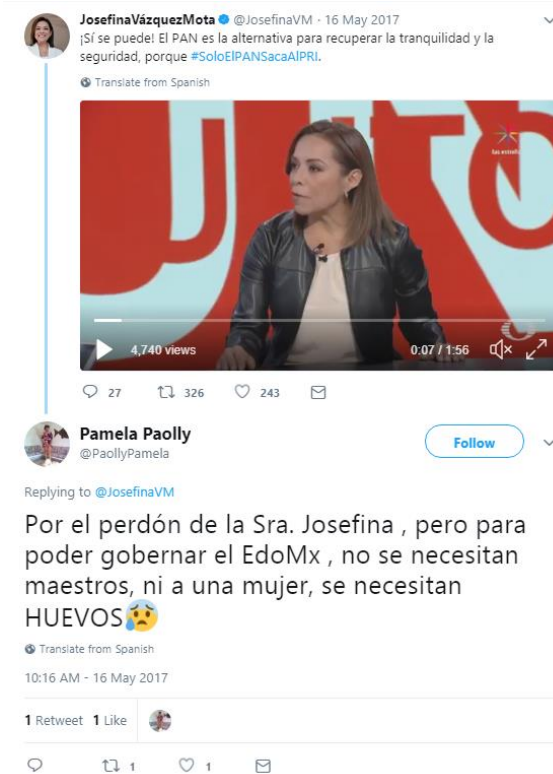 JosefinaVázquezMota @JosefinaVM · 16 May 2017
¡Sí se puede! El PAN es la alternativa para recuperar la tranquilidad y la
seguridad, porque #SoloElPANSacaAlPRI.
Translate from Spanish
las estrellas
4,740 views
0:07 / 1:56
27 326 243
Pamela Paolly
@PaollyPamela
Follow
Replying to @JosefinaVM
Por el perdón de la Sra. Josefina , pero para
poder gobernar el EdoMx , no se necesitan
maestros, ni a una mujer, se necesitan
HUEVOS
Translate from Spanish
10:16 AM - 16 May 2017
1 Retweet 1 Like
1 1